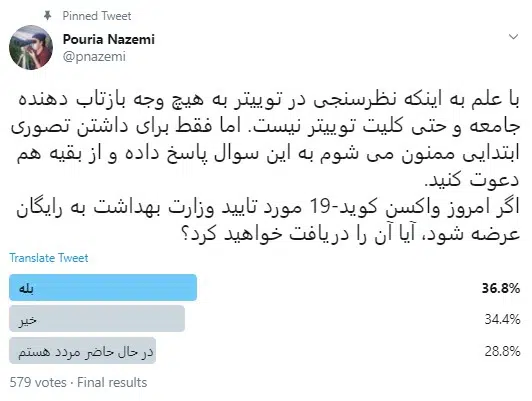 Pinned Tweet
Pouria Nazemi
@pnazemi
با علم به اینکه نظرسنجی در توییتر به هیچ وجه بازتاب دهنده
جامعه و حتی کلیت توییتر نیست. اما فقط برای داشتن تصوری
ابتدایی ممنون می شوم به این سوال پاسخ داده و از بقیه هم
دعوت کنید.
اگر امروز واکسن کوید-19 مورد تایید وزارت بهداشت به رایگان
عرضه شود، آیا آن را دریافت خواهید کرد؟
Translate Tweet
بله 36.8%
خیر 34.4%
در حال حاضر مردد هستم 28.8%
579 votes · Final results